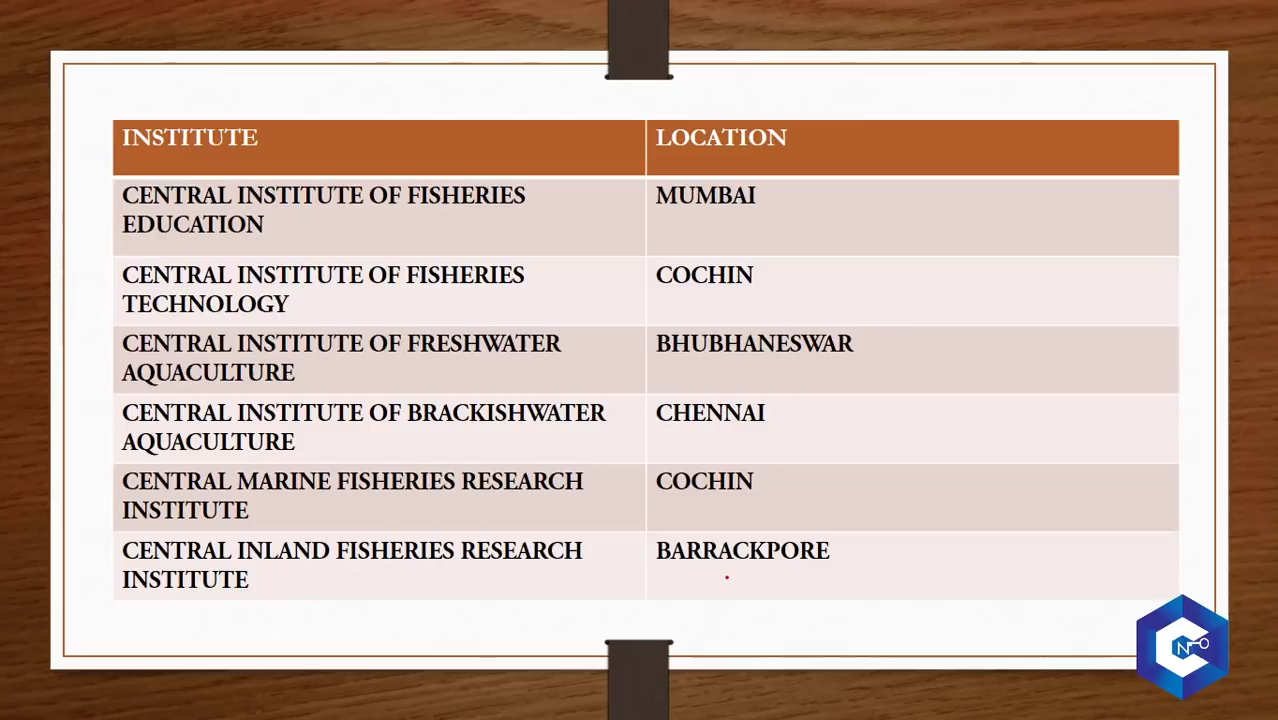 INSTITUTE
LOCATION
CENTRAL INSTITUTE OF FISHERIES
EDUCATION
MUMBAI
CENTRAL INSTITUTE OF FISHERIES
TECHNOLOGY
COCHIN
CENTRAL INSTITUTE OF FRESHWATER
AQUACULTURE
BHUBHANESWAR
CENTRAL INSTITUTE OF BRACKISHWATER
AQUACULTURE
CHENNAI
CENTRAL MARINE FISHERIES RESEARCH
INSTITUTE
COCHIN
CENTRAL INLAND FISHERIES RESEARCH
INSTITUTE
BARRACKPORE